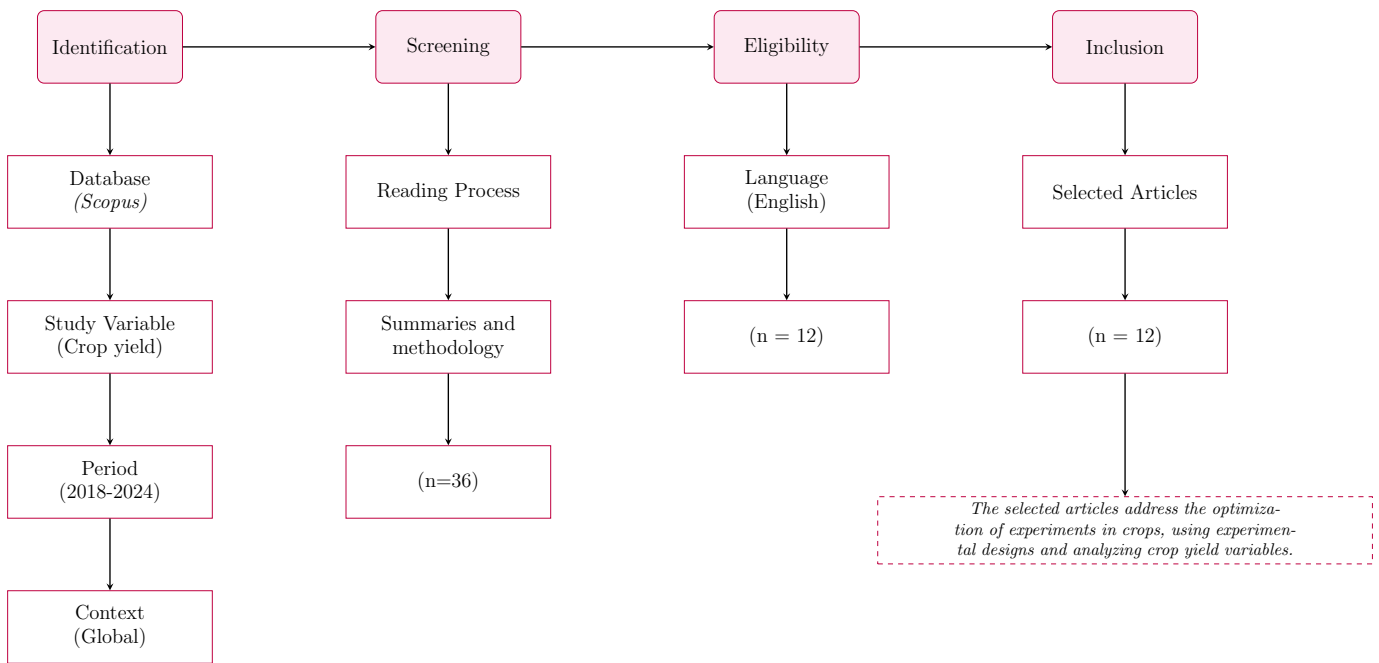 Identification
Screening
Eligibility
Inclusion
Database
(Scopus)
Reading Process
Language
(English)
Selected Articles
Study Variable
(Crop yield)
Summaries and
methodology
(n = 12)
(n = 12)
Period
(2018-2024)
(n=36)
The selected articles address the optimiza-
tion of experiments in crops, using experimen-
tal designs and analyzing crop yield variables.
Context
(Global)